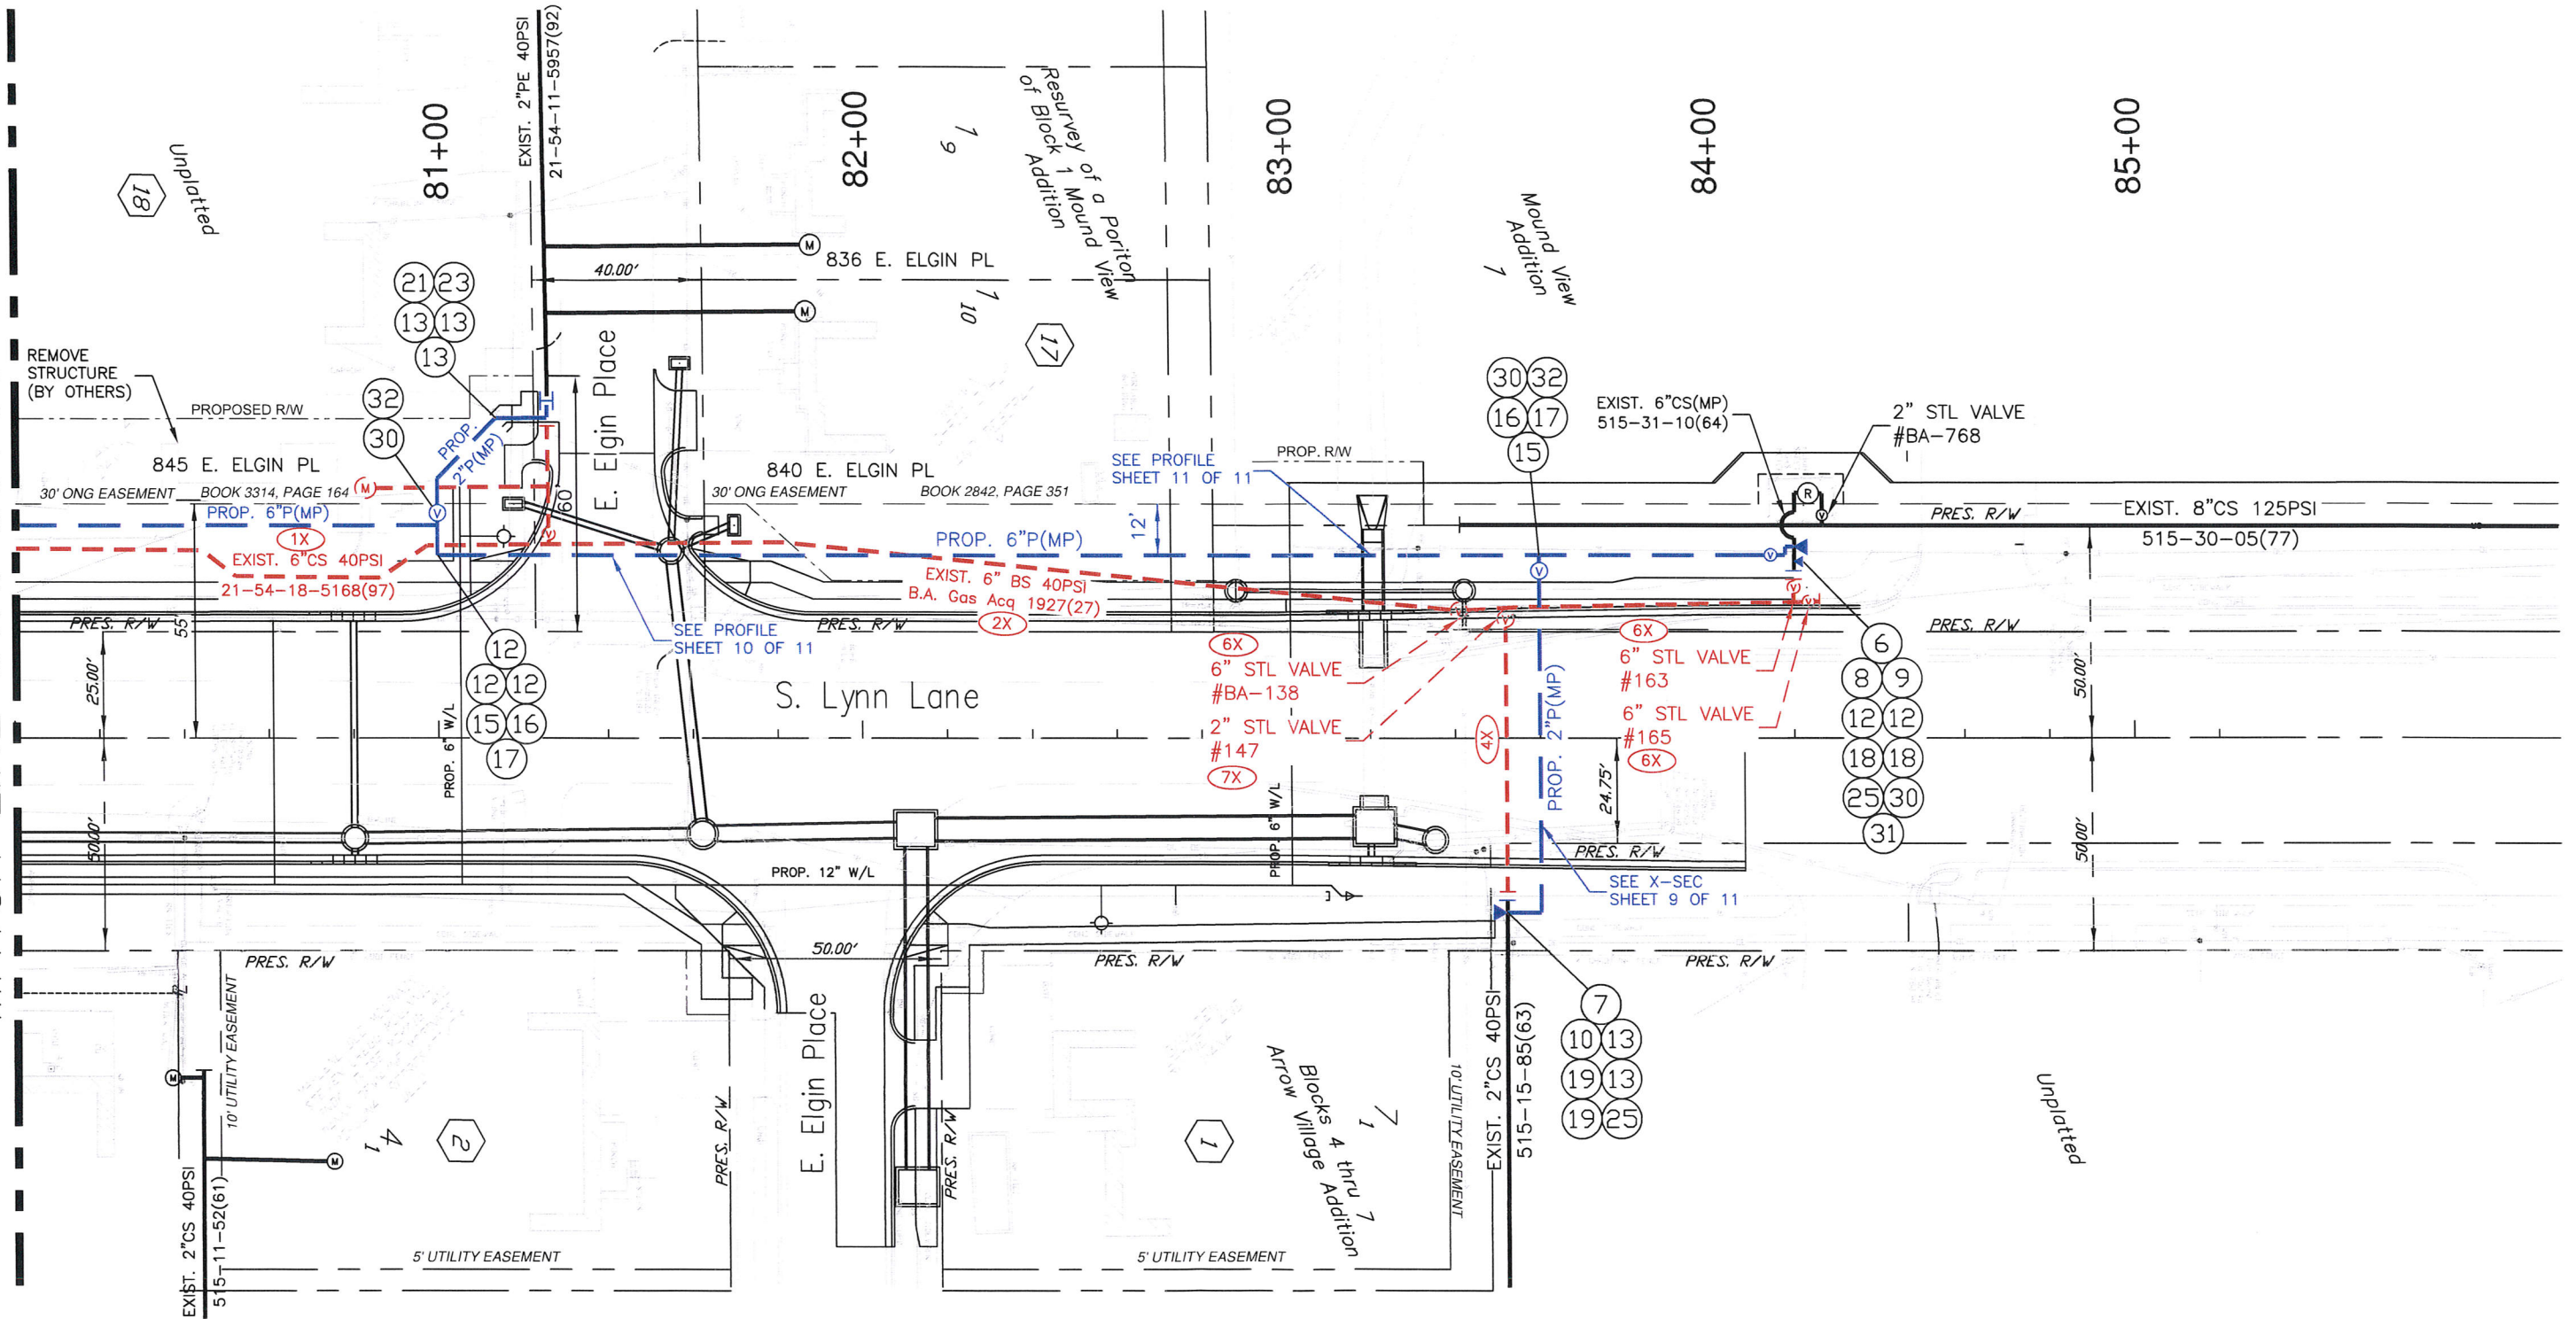 81+00
82+00
83+00
84+00
85+00
EXIST. 2"PE 40PSI
21-54-11-5957(92)
Unplatted
18
Resurvey of a Poriton
of Block 1 Mound View
Addition
1
9
Mound View
Addition
1
836 E. ELGIN PL
40.00'
1
10
17
21 23
13 13
13
REMOVE
STRUCTURE
(BY OTHERS)
PROPOSED R/W
32
30
PROP.
2"P(MP)
E. Elgin Place
60'
845 E. ELGIN PL
30' ONG EASEMENT
BOOK 3314, PAGE 164
PROP. 6"P(MP)
1X
EXIST. 6"CS 40PSI
21-54-18-5168(97)
840 E. ELGIN PL
30' ONG EASEMENT
BOOK 2842, PAGE 351
SEE PROFILE
SHEET 11 OF 11
PROP. R/W
12'
PROP. 6"P(MP)
EXIST. 6" BS 40PSI
B.A. Gas Acq 1927(27)
2X
30 32
16 17
15
EXIST. 6"CS(MP)
515-31-10(64)
2" STL VALVE
#BA-768
R
PRES. R/W
EXIST. 8"CS 125PSI
515-30-05(77)
PRES. R/W
55'
25.00'
SEE PROFILE
SHEET 10 OF 11
PRES. R/W
PRES. R/W
12
12 12
15 16
17
S. Lynn Lane
6X
6" STL VALVE
#BA-138
2" STL VALVE
#147
7X
4X
PROP. 2"P(MP)
6X
6" STL VALVE
#163
6" STL VALVE
#165
6X
6
8 9
12 12
18 18
25 30
31
50.00'
50.00'
24.75'
50.00'
PROP. 6" W/L
PROP. 6" W/L
PROP. 12" W/L
PRES. R/W
SEE X-SEC
SHEET 9 OF 11
PRES. R/W
50.00'
PRES. R/W
PRES. R/W
7
10 13
19 13
19 25
10' UTILITY EASEMENT
E. Elgin Place
PRES. R/W
PRES. R/W
4
1
2
1
Blocks 4 thru 7
Arrow Village Addition
7
1
10' UTILITY EASEMENT
EXIST. 2"CS 40PSI
515-15-85(63)
Unplatted
EXIST. 2"CS 40PSI
515-11-52(61)
5' UTILITY EASEMENT
5' UTILITY EASEMENT